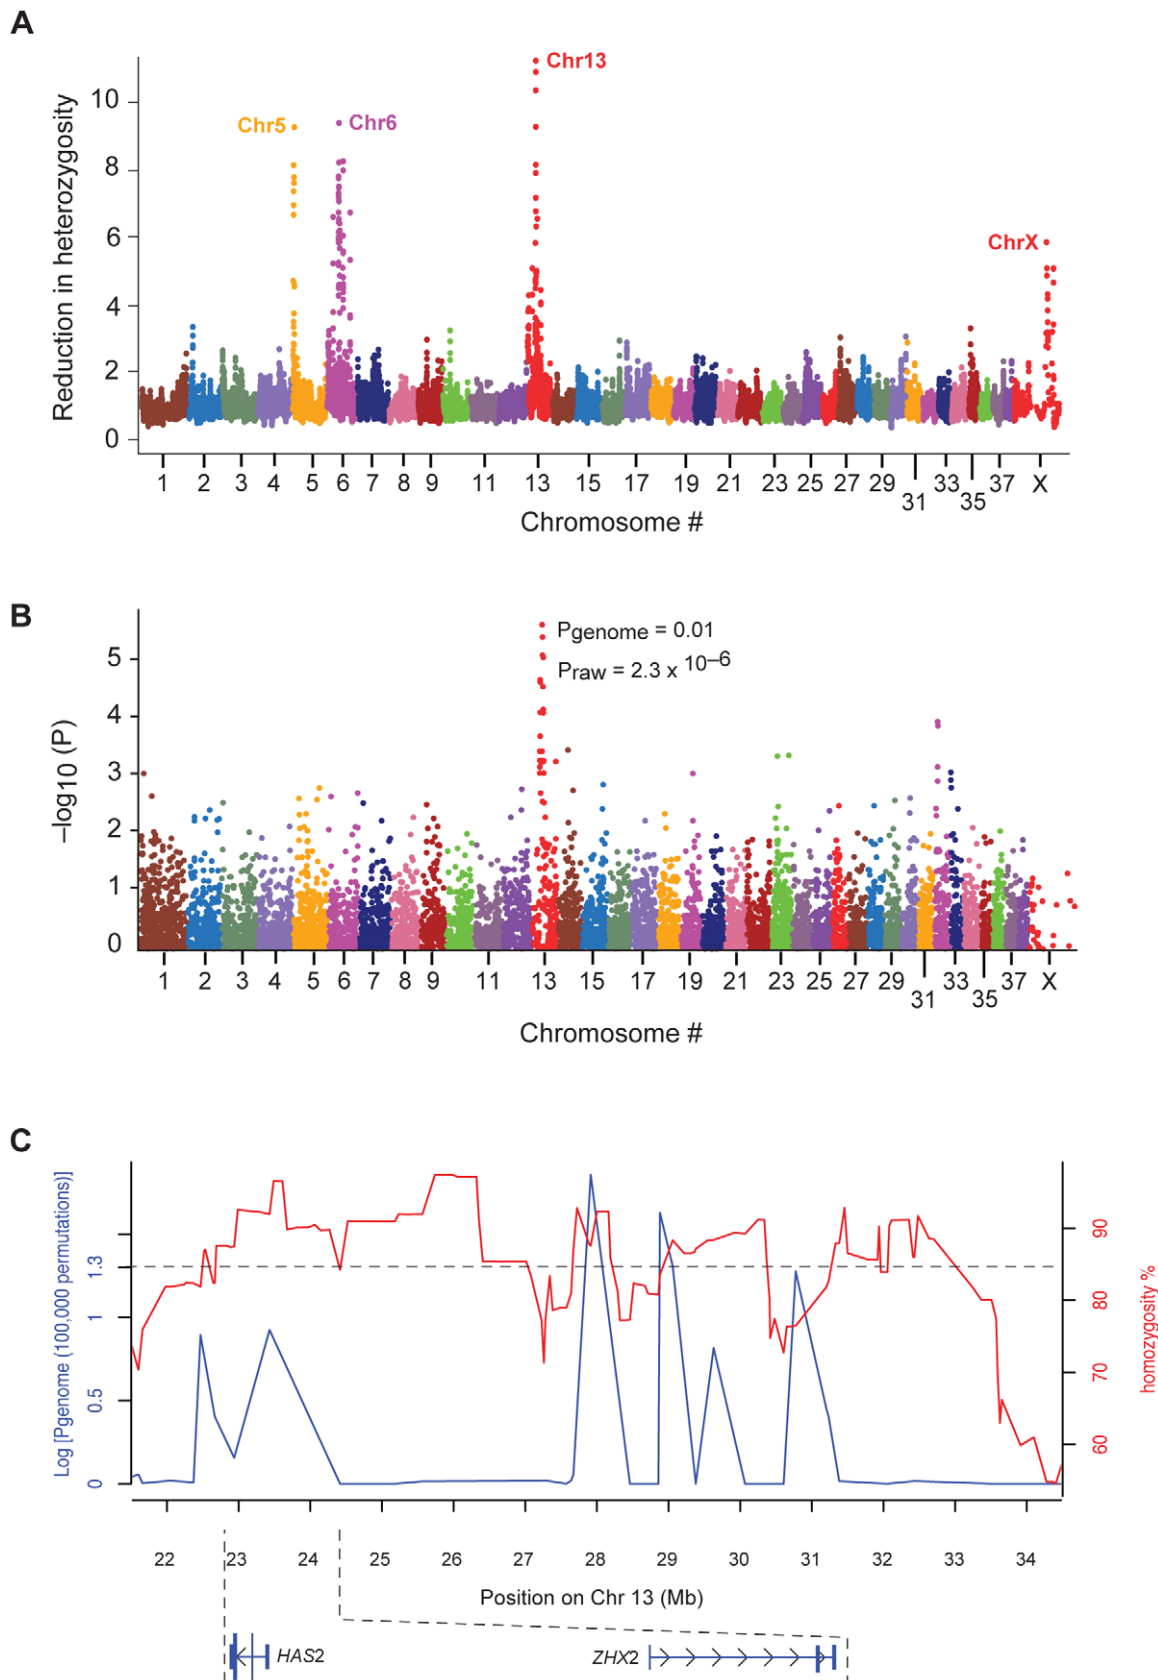 A
Reduction in heterozygosity
10
8
6
4
2
0
Chr5
Chr6
Chr13
ChrX
1 2 3 4 5 6 7 8 9 11 13 15 17 19 21 23 25 27 29 31 33 35 37 X
Chromosome #
B
–log10 (P)
5
4
3
2
1
0
Pgenome = 0.01
Praw = 2.3 x 10–6
1 2 3 4 5 6 7 8 9 11 13 15 17 19 21 23 25 27 29 31 33 35 37 X
Chromosome #
C
Log [Pgenome (100,000 permutations)]
1.3
1
0.5
0
90
80
70
60
homozygosity %
22 23 24 25 26 27 28 29 30 31 32 33 34
Position on Chr 13 (Mb)
HAS2
ZHX2